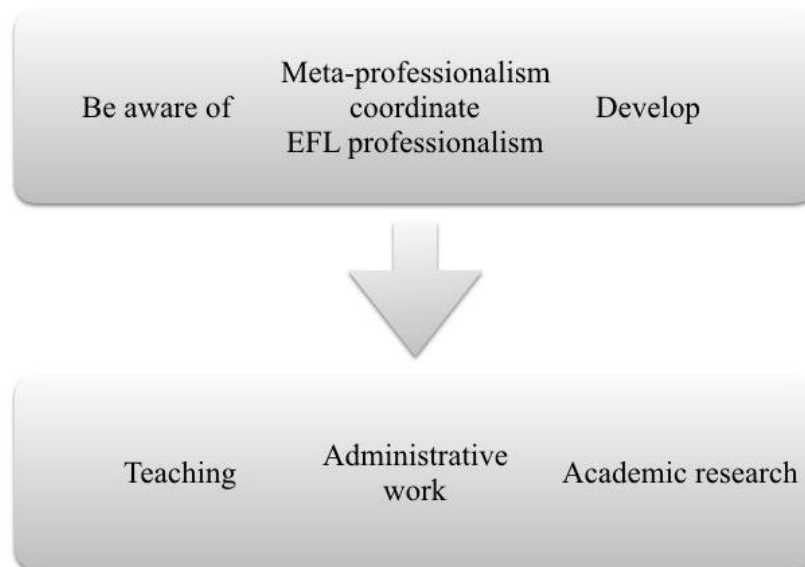 Be aware of
Meta-professionalism
coordinate
EFL professionalism
Develop
Teaching
Administrative
work
Academic research